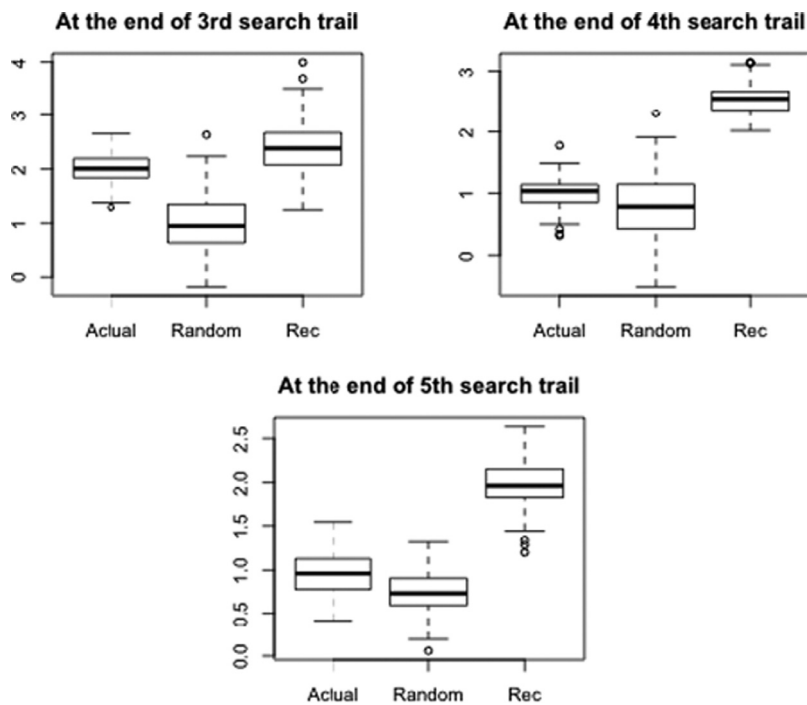 At the end of 3rd search trail
4
3
2
1
0
Aclual Random Rec
At the end of 4th search trail
3
2
1
0
Actual Random Rec
At the end of 5th search trail
2.5
2.0
1.5
1.0
0.5
0.0
Aclual Random Rec